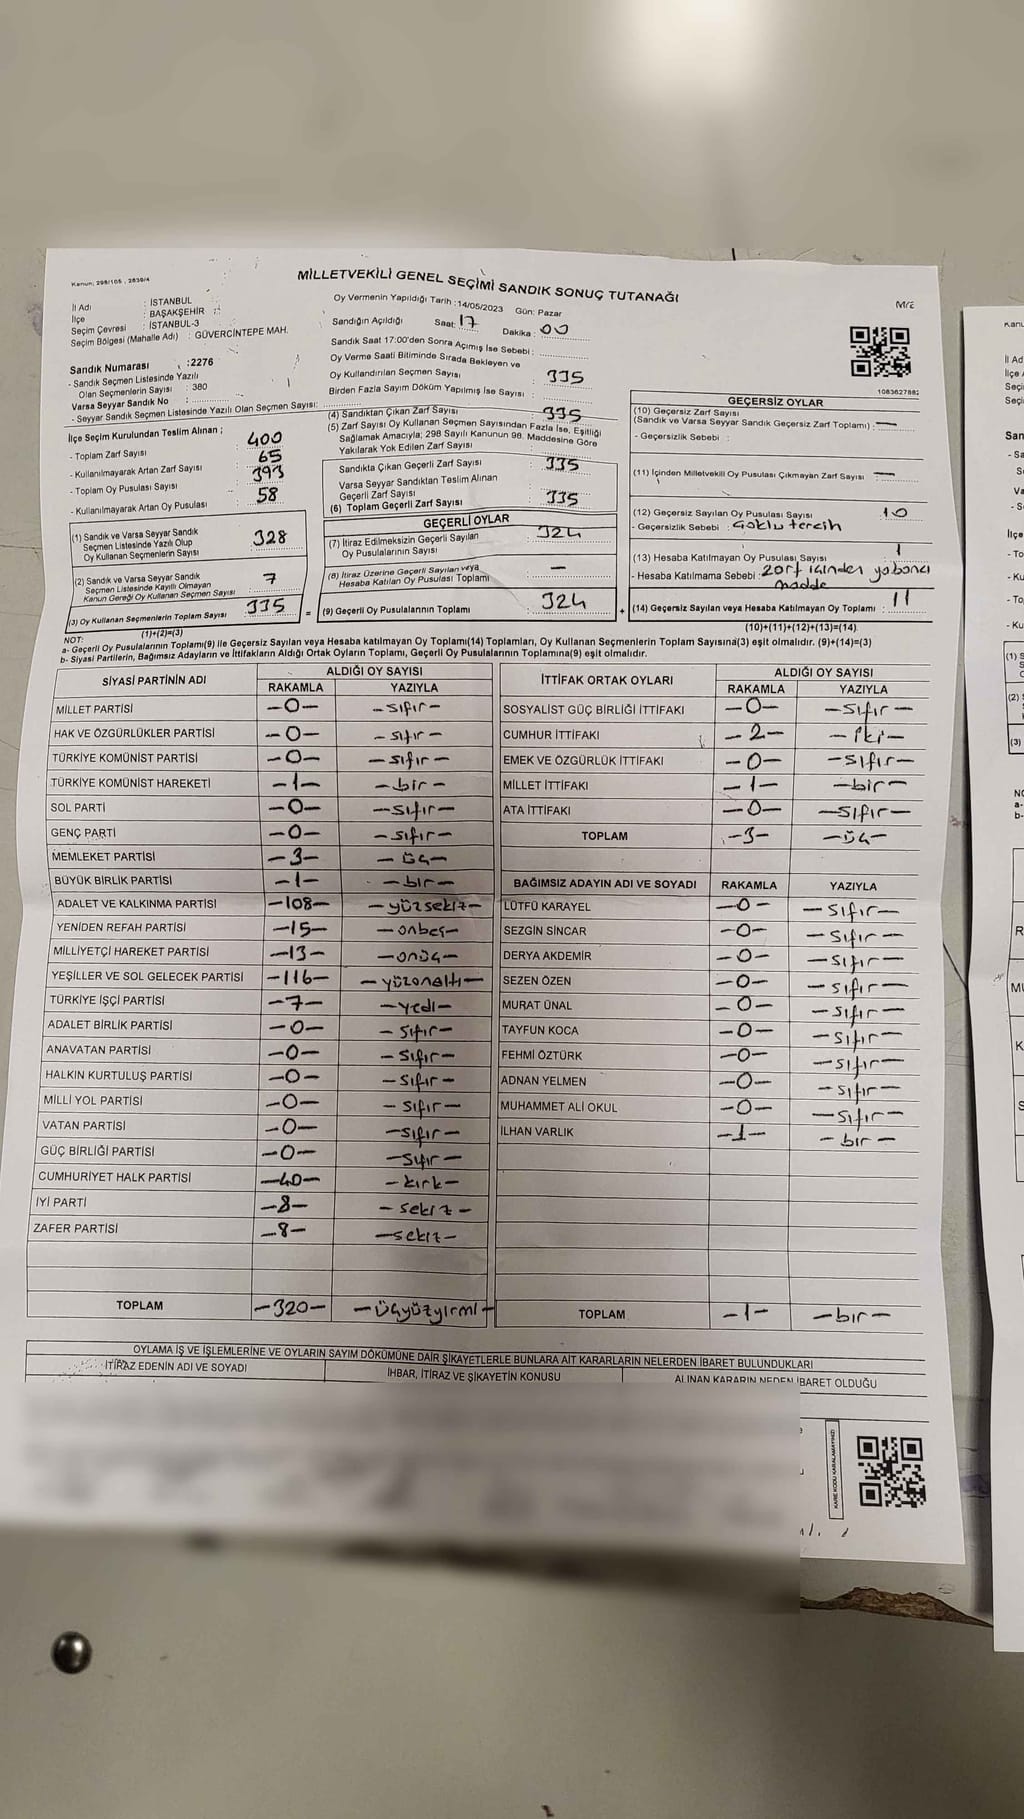 Kanun: 298/105, 2839/4
MİLLETVEKİLİ GENEL SEÇİMİ SANDIK SONUÇ TUTANAĞI
İl Adı : İSTANBUL
İlçe : BAŞAKŞEHİR
Seçim Çevresi : İSTANBUL-3
Seçim Bölgesi (Mahalle Adı) : GÜVERCİNTEPE MAH.
Oy Vermenin Yapıldığı Tarih :14/05/2023 Gün: Pazar
Sandığın Açıldığı Saat: 17 Dakika: 00
Sandık Saat 17:00'den Sonra Açımış İse Sebebi:
Oy Verme Saati Bitiminde Sırada Bekleyen ve
Oy Kullandırılan Seçmen Sayısı 335
Birden Fazla Sayım Döküm Yapılmış İse Sayısı :
Sandık Numarası :2276
- Sandık Seçmen Listesinde Yazılı
Olan Seçmenlerin Sayısı : 380
Varsa Seyyar Sandık No :
- Seyyar Sandık Seçmen Listesinde Yazılı Olan Seçmen Sayısı:
İlçe Seçim Kurulundan Teslim Alınan ;
- Toplam Zarf Sayısı 400
- Kullanılmayarak Artan Zarf Sayısı 65
- Toplam Oy Pusulası Sayısı 393
- Kullanılmayarak Artan Oy Pusulası 58
(1) Sandık ve Varsa Seyyar Sandık
Seçmen Listesinde Yazılı Olup
Oy Kullanan Seçmenlerin Sayısı 328
(2) Sandık ve Varsa Seyyar Sandık
Seçmen Listesinde Kayıtlı Olmayan
Kanun Gereği Oy Kullanan Seçmen Sayısı 7
(3) Oy Kullanan Seçmenlerin Toplam Sayısı 335
(1)+(2)=(3)
(4) Sandıktan Çıkan Zarf Sayısı 335
(5) Zarf Sayısı Oy Kullanan Seçmen Sayısından Fazla İse, Eşitliği
Sağlamak Amacıyla; 298 Sayılı Kanunun 98. Maddesine Göre
Yakılarak Yok Edilen Zarf Sayısı :
Sandıkla Çıkan Geçerli Zarf Sayısı 335
Varsa Seyyar Sandıktan Teslim Alınan
Geçerli Zarf Sayısı
(6) Toplam Geçerli Zarf Sayısı 335
GEÇERLİ OYLAR
(7) İtiraz Edilmeksizin Geçerli Sayılan
Oy Pusulalarının Sayısı 324
(8) İtiraz Üzerine Geçerli Sayılan veya
Hesaba Katılan Oy Pusulası Toplamı —
= (9) Geçerli Oy Pusulalarının Toplamı 324 +
1083627882
GEÇERSİZ OYLAR
(10) Geçersiz Zarf Sayısı
(Sandık ve Varsa Seyyar Sandık Geçersiz Zarf Toplamı) : —
- Geçersizlik Sebebi :
(11) İçinden Milletvekili Oy Pusulası Çıkmayan Zarf Sayısı —
(12) Geçersiz Sayılan Oy Pusulası Sayısı 10
- Geçersizlik Sebebi : Çoklu tercih
(13) Hesaba Katılmayan Oy Pusulası Sayısı 1
- Hesaba Katılmama Sebebi : zarf içinden yabancı
madde
(14) Geçersiz Sayılan veya Hesaba Katılmayan Oy Toplamı : 11
(10)+(11)+(12)+(13)=(14)
NOT:
a- Geçerli Oy Pusulalarının Toplamı(9) ile Geçersiz Sayılan veya Hesaba katılmayan Oy Toplamı(14) Toplamları, Oy Kullanan Seçmenlerin Toplam Sayısına(3) eşit olmalıdır. (9)+(14)=(3)
b- Siyasi Partilerin, Bağımsız Adayların ve İttifakların Aldığı Ortak Oyların Toplamı, Geçerli Oy Pusulalarının Toplamına(9) eşit olmalıdır.
SİYASİ PARTİNİN ADI ALDIĞI OY SAYISI
RAKAMLA YAZIYLA
MİLLET PARTİSİ -0- -sıfır-
HAK VE ÖZGÜRLÜKLER PARTİSİ -0- -sıfır-
TÜRKİYE KOMÜNİST PARTİSİ -0- -sıfır-
TÜRKİYE KOMÜNİST HAREKETİ -1- -bir-
SOL PARTİ -0- -sıfır-
GENÇ PARTİ -0- -sıfır-
MEMLEKET PARTİSİ -3- -üç-
BÜYÜK BİRLİK PARTİSİ -1- -bir-
ADALET VE KALKINMA PARTİSİ -108- -yüzsekiz-
YENİDEN REFAH PARTİSİ -15- -onbeş-
MİLLİYETÇİ HAREKET PARTİSİ -13- -onüç-
YEŞİLLER VE SOL GELECEK PARTİSİ -116- -yüzonaltı-
TÜRKİYE İŞÇİ PARTİSİ -7- -yedi-
ADALET BİRLİK PARTİSİ -0- -sıfır-
ANAVATAN PARTİSİ -0- -sıfır-
HALKIN KURTULUŞ PARTİSİ -0- -sıfır-
MİLLİ YOL PARTİSİ -0- -sıfır-
VATAN PARTİSİ -0- -sıfır-
GÜÇ BİRLİĞİ PARTİSİ -0- -sıfır-
CUMHURİYET HALK PARTİSİ -40- -kırk-
İYİ PARTİ -8- -sekiz-
ZAFER PARTİSİ -8- -sekiz-
TOPLAM -320- -üçyüzyirmi-
İTTİFAK ORTAK OYLARI ALDIĞI OY SAYISI
RAKAMLA YAZIYLA
SOSYALİST GÜÇ BİRLİĞİ İTTİFAKI -0- -sıfır-
CUMHUR İTTİFAKI -2- -iki-
EMEK VE ÖZGÜRLÜK İTTİFAKI -0- -sıfır-
MİLLET İTTİFAKI -1- -bir-
ATA İTTİFAKI -0- -sıfır-
TOPLAM -3- -üç-
BAĞIMSIZ ADAYIN ADI VE SOYADI RAKAMLA YAZIYLA
LÜTFÜ KARAYEL -0- -sıfır-
SEZGİN SİNCAR -0- -sıfır-
DERYA AKDEMİR -0- -sıfır-
SEZEN ÖZEN -0- -sıfır-
MURAT ÜNAL -0- -sıfır-
TAYFUN KOCA -0- -sıfır-
FEHMİ ÖZTÜRK -0- -sıfır-
ADNAN YELMEN -0- -sıfır-
MUHAMMET ALİ OKUL -0- -sıfır-
İLHAN VARLIK -1- -bir-
TOPLAM -1- -bir-
OYLAMA İŞ VE İŞLEMLERİNE VE OYLARIN SAYIM DÖKÜMÜNE DAİR ŞİKAYETLERLE BUNLARA AİT KARARLARIN NELERDEN İBARET BULUNDUKLARI
İTİRAZ EDENİN ADI VE SOYADI İHBAR, İTİRAZ VE ŞİKAYETİN KONUSU ALINAN KARARIN NEDEN İBARET OLDUĞU
KARE KODU KARALAMAYINIZ!